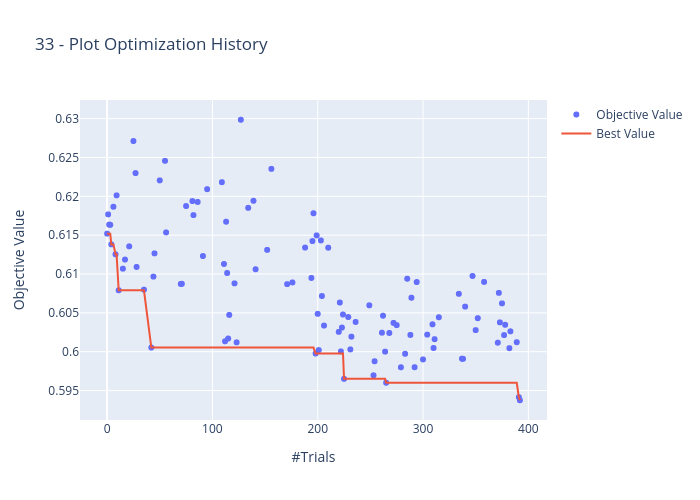 33 - Plot Optimization History
Objective Value
Best Value
0.63
0.625
0.62
0.615
0.61
0.605
0.6
0.595
Objective Value
0
100
200
300
400
#Trials